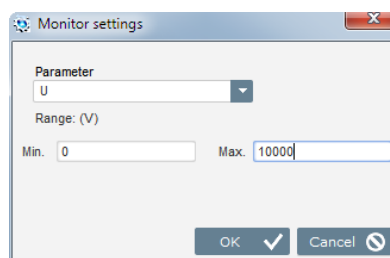 Monitor settings
Parameter
U
Range: (V)
Min. 0 Max. 10000
OK Cancel